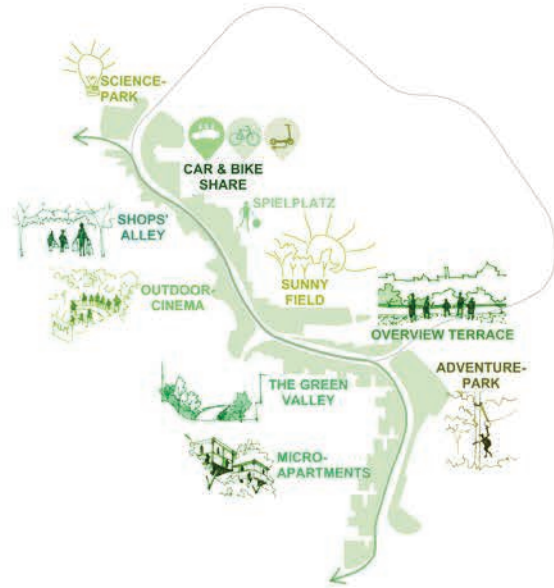 SCIENCE-
PARK
CAR & BIKE
SHARE
SPIELPLATZ
SHOPS'
ALLEY
SUNNY
FIELD
OUTDOOR-
CINEMA
OVERVIEW TERRACE
ADVENTURE-
PARK
THE GREEN
VALLEY
MICRO-
APARTMENTS